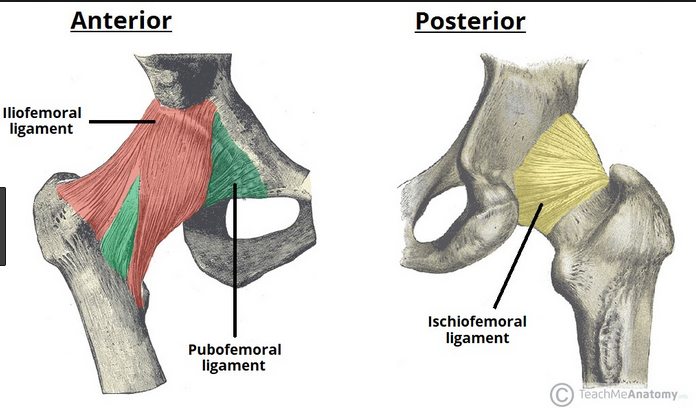 Anterior
Posterior
Iliofemoral
ligament
Pubofemoral
ligament
Ischiofemoral
ligament
© TeachMeAnatomy